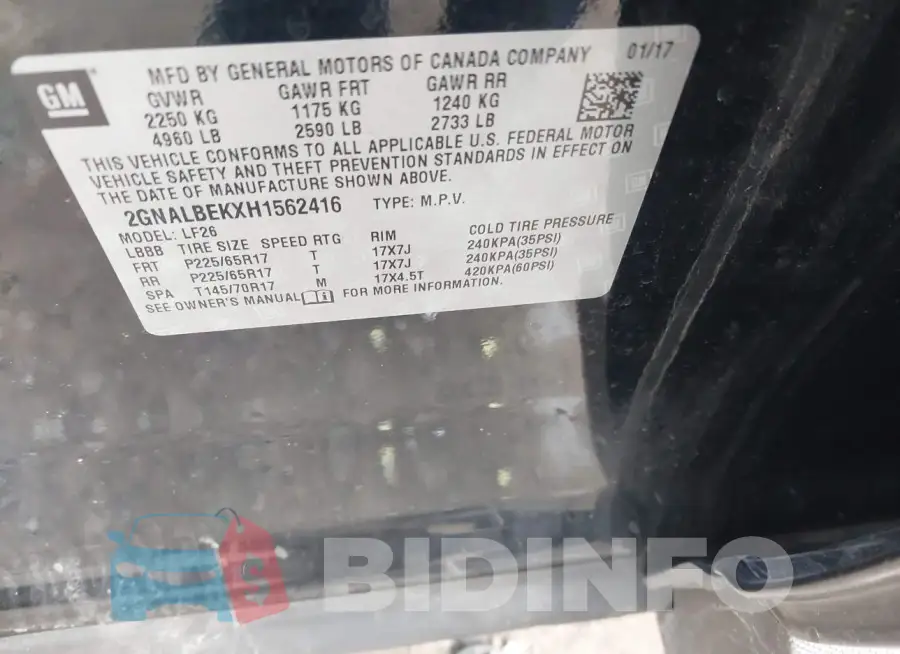 GM
MFD BY GENERAL MOTORS OF CANADA COMPANY 01/17
GVWR GAWR FRT GAWR RR
2250 KG 1175 KG 1240 KG
4960 LB 2590 LB 2733 LB
THIS VEHICLE CONFORMS TO ALL APPLICABLE U.S. FEDERAL MOTOR
VEHICLE SAFETY AND THEFT PREVENTION STANDARDS IN EFFECT ON
THE DATE OF MANUFACTURE SHOWN ABOVE.
2GNALBEKXH1562416 TYPE: M.P.V.
MODEL: LF26
LBBB TIRE SIZE SPEED RTG RIM COLD TIRE PRESSURE
FRT P225/65R17 T 17X7J 240KPA(35PSI)
RR P225/65R17 T 17X7J 240KPA(35PSI)
SPA T145/70R17 M 17X4.5T 420KPA(60PSI)
SEE OWNER'S MANUAL FOR MORE INFORMATION.
$ BIDINFO